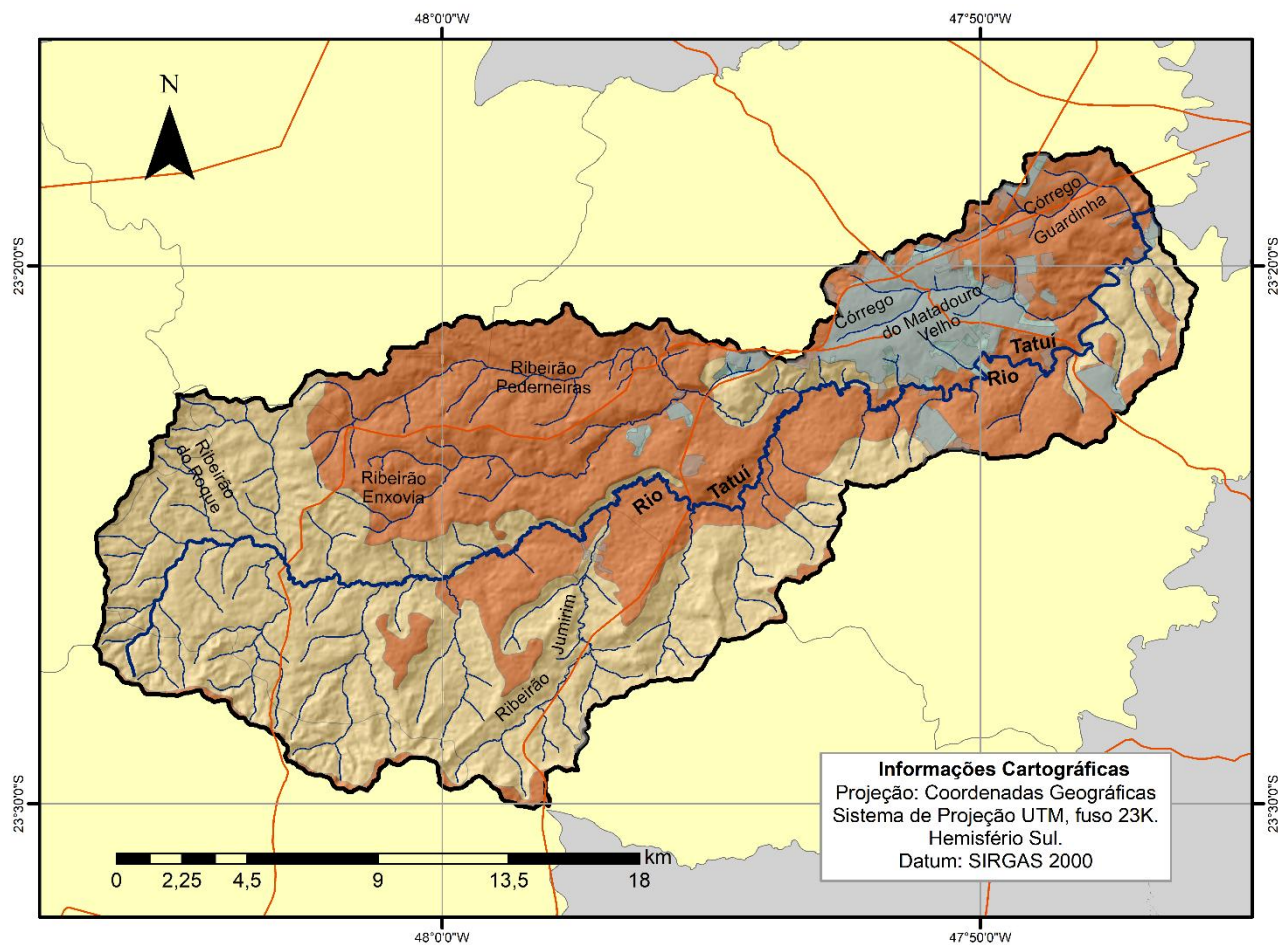 48°0'0"W
47°50'0"W
N
Córrego
Guardinha
23°20'0"S
23°20'0"S
Córrego
do Matadouro
Velho
Tatuí
Rio
Ribeirão
Pederneiras
Ribeirão
do Roque
Ribeirão
Enxovia
Rio
Tatuí
Jumirim
Ribeirão
Informações Cartográficas
Projeção: Coordenadas Geográficas
Sistema de Projeção UTM, fuso 23K.
Hemisfério Sul.
Datum: SIRGAS 2000
23°30'0"S
23°30'0"S
km
0 2,25 4,5 9 13,5 18
48°0'0"W
47°50'0"W